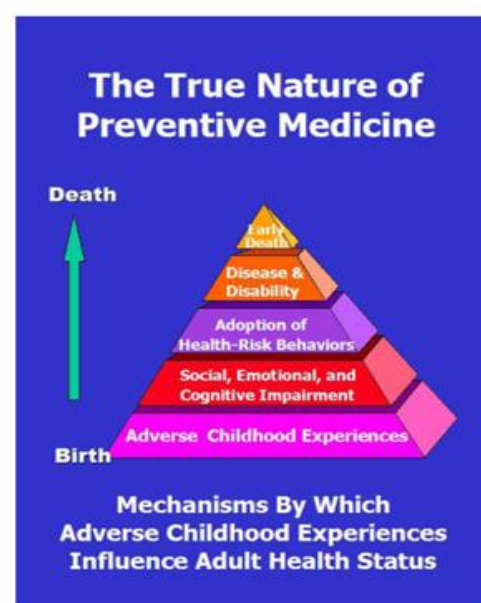 The True Nature of
Preventive Medicine
Death
Early
Death
Disease &
Disability
Adoption of
Health-Risk Behaviors
Social, Emotional, and
Cognitive Impairment
Adverse Childhood Experiences
Birth
Mechanisms By Which
Adverse Childhood Experiences
Influence Adult Health Status